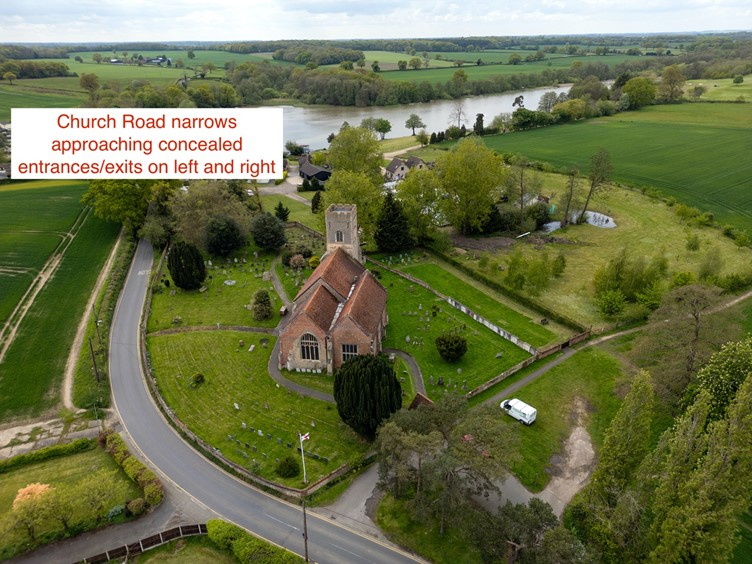 Church Road narrows
approaching concealed
entrances/exits on left and right